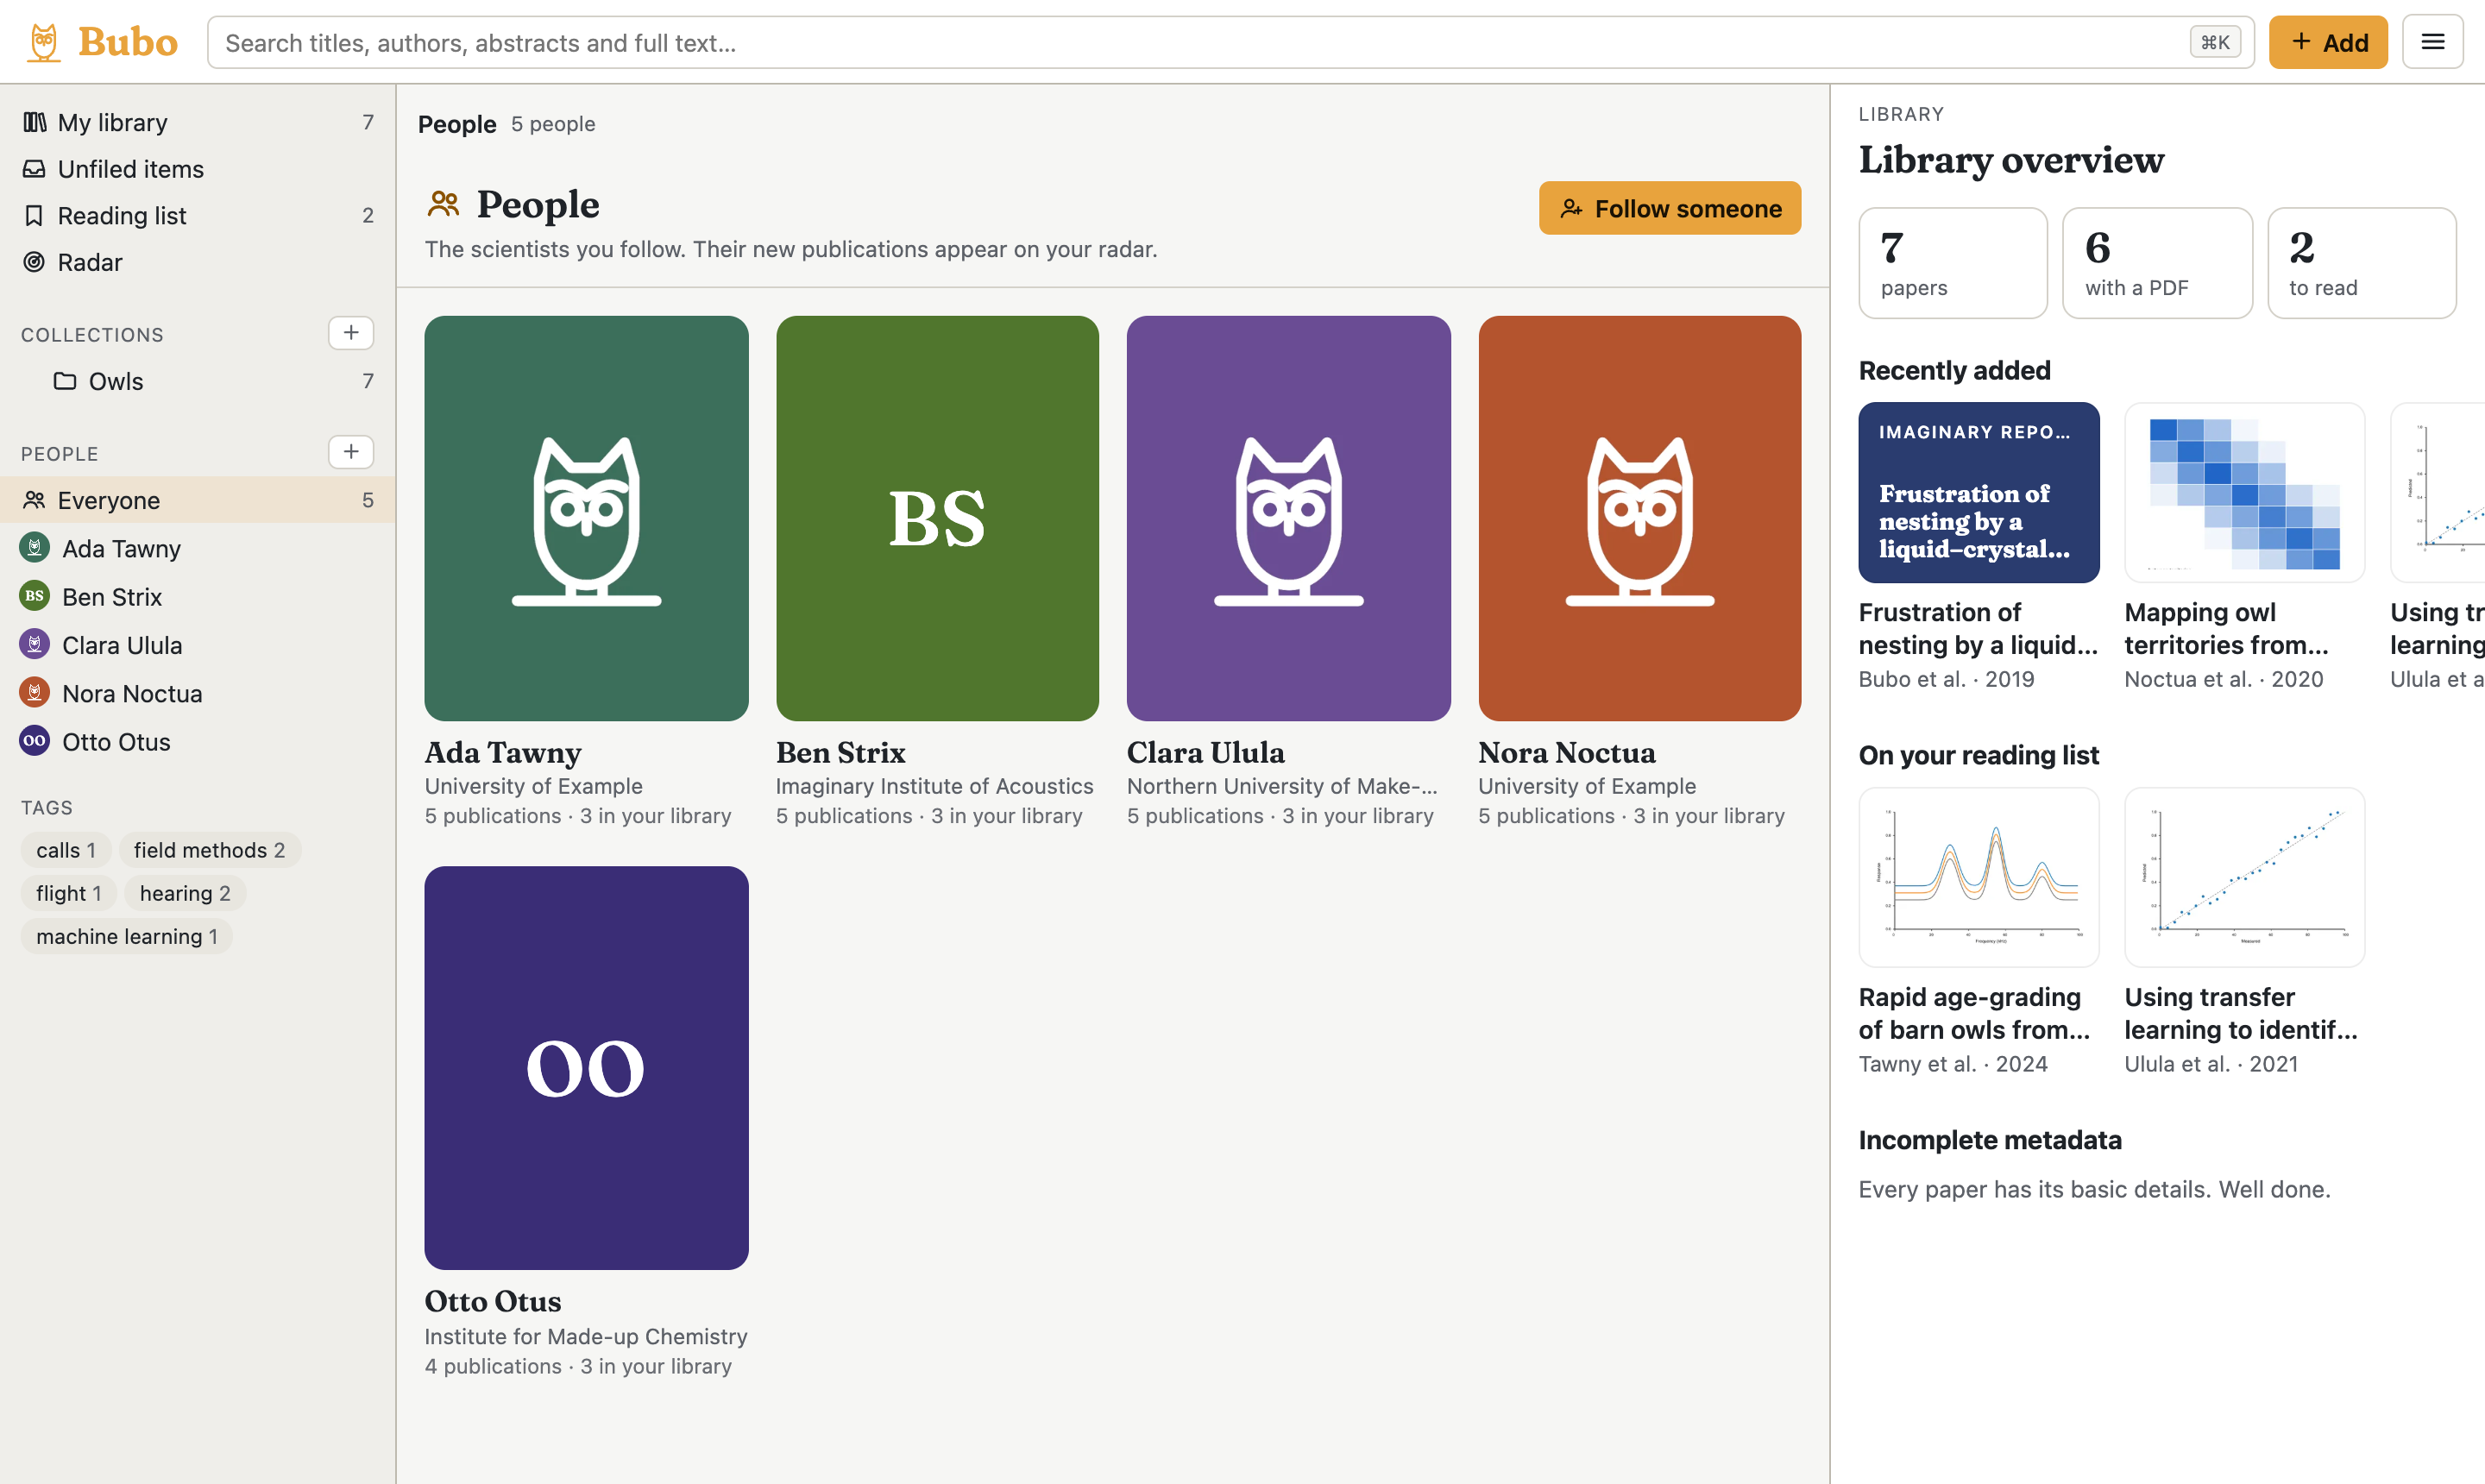 Bubo
Search titles, authors, abstracts and full text...
⌘K
+ Add
My library 7
Unfiled items
Reading list 2
Radar
COLLECTIONS
Owls 7
PEOPLE
Everyone 5
Ada Tawny
BS Ben Strix
Clara Ulula
Nora Noctua
OO Otto Otus
TAGS
calls 1 field methods 2
flight 1 hearing 2
machine learning 1
People 5 people
People
Follow someone
The scientists you follow. Their new publications appear on your radar.
Ada Tawny
University of Example
5 publications · 3 in your library
BS
Ben Strix
Imaginary Institute of Acoustics
5 publications · 3 in your library
Clara Ulula
Northern University of Make-...
5 publications · 3 in your library
Nora Noctua
University of Example
5 publications · 3 in your library
OO
Otto Otus
Institute for Made-up Chemistry
4 publications · 3 in your library
LIBRARY
Library overview
7
papers
6
with a PDF
2
to read
Recently added
IMAGINARY REPO...
Frustration of
nesting by a
liquid–crystal...
Frustration of
nesting by a liquid...
Bubo et al. · 2019
Mapping owl
territories from...
Noctua et al. · 2020
Using tr
learning
Ulula et a
On your reading list
Frequency (kHz)
Rapid age-grading
of barn owls from...
Tawny et al. · 2024
Predicted
Measured
Using transfer
learning to identif...
Ulula et al. · 2021
Incomplete metadata
Every paper has its basic details. Well done.